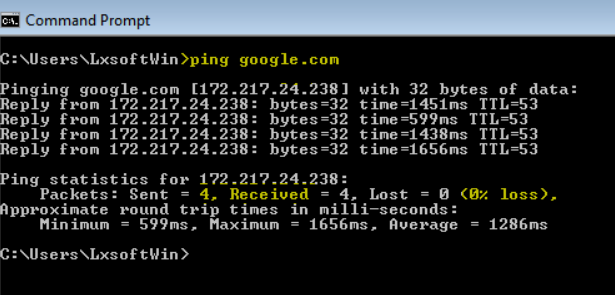 Command Prompt
C:\Users\LxsoftWin>ping google.com
Pinging google.com [172.217.24.238] with 32 bytes of data:
Reply from 172.217.24.238: bytes=32 time=1451ms TTL=53
Reply from 172.217.24.238: bytes=32 time=599ms TTL=53
Reply from 172.217.24.238: bytes=32 time=1438ms TTL=53
Reply from 172.217.24.238: bytes=32 time=1656ms TTL=53
Ping statistics for 172.217.24.238:
    Packets: Sent = 4, Received = 4, Lost = 0 (0% loss),
Approximate round trip times in milli-seconds:
    Minimum = 599ms, Maximum = 1656ms, Average = 1286ms
C:\Users\LxsoftWin>